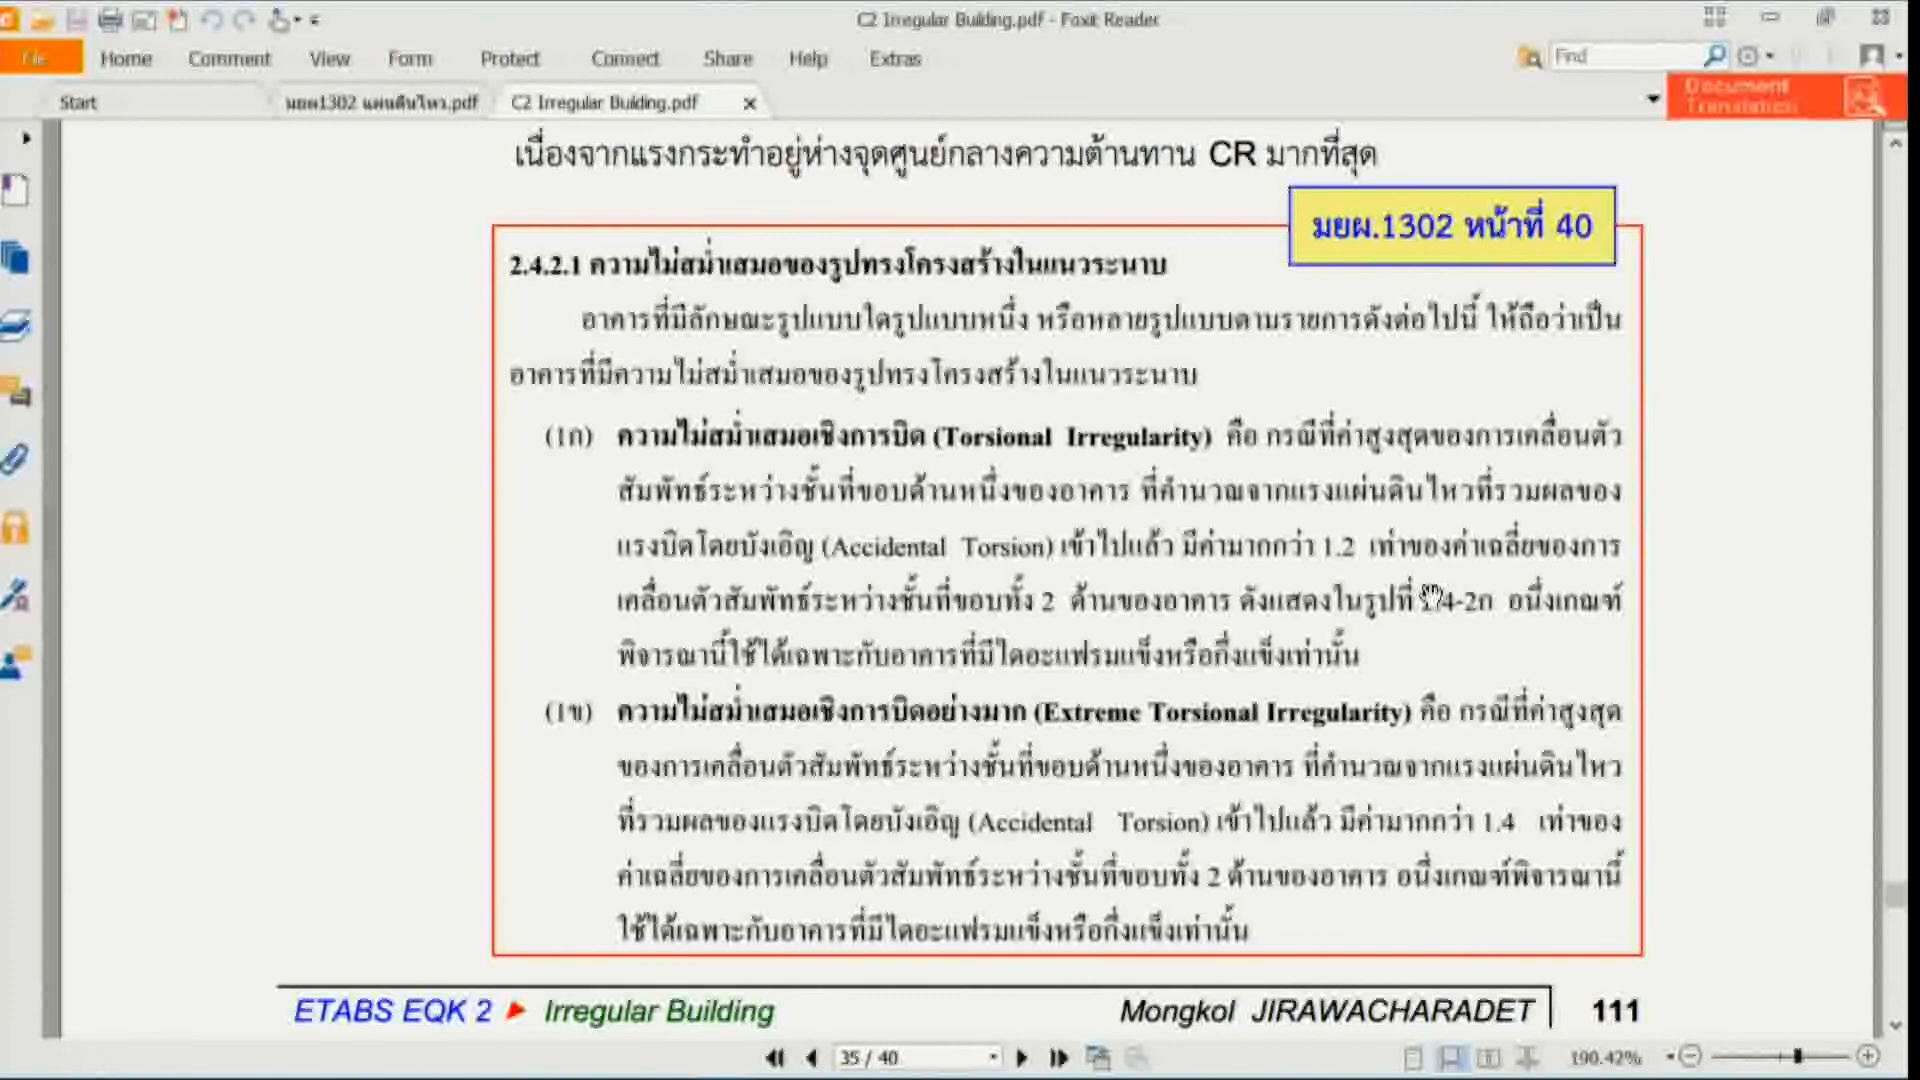 C2 Irregular Building.pdf - Foxit Reader
File Home Comment View Form Protect Connect Share Help Extras Find
Start มยผ1302 แผ่นดินไหว.pdf C2 Irregular Building.pdf
Document Translation
เนื่องจากแรงกระทำอยู่ห่างจุดศูนย์กลางความต้านทาน CR มากที่สุด
มยผ.1302 หน้าที่ 40
2.4.2.1 ความไม่สม่ำเสมอของรูปทรงโครงสร้างในแนวระนาบ
อาคารที่มีลักษณะรูปแบบใดรูปแบบหนึ่ง หรือหลายรูปแบบตามรายการดังต่อไปนี้ ให้ถือว่าเป็น
อาคารที่มีความไม่สม่ำเสมอของรูปทรงโครงสร้างในแนวระนาบ
(1ก) ความไม่สม่ำเสมอเชิงการบิด (Torsional Irregularity) คือ กรณีที่ค่าสูงสุดของการเคลื่อนตัว
สัมพัทธ์ระหว่างชั้นที่ขอบด้านหนึ่งของอาคาร ที่คำนวณจากแรงแผ่นดินไหวที่รวมผลของ
แรงบิดโดยบังเอิญ (Accidental Torsion) เข้าไปแล้ว มีค่ามากกว่า 1.2 เท่าของค่าเฉลี่ยของการ
เคลื่อนตัวสัมพัทธ์ระหว่างชั้นที่ขอบทั้ง 2 ด้านของอาคาร ดังแสดงในรูปที่ 4-2ก อนึ่งเกณฑ์
พิจารณานี้ใช้ได้เฉพาะกับอาคารที่มีไดอะแฟรมแข็งหรือกึ่งแข็งเท่านั้น
(1ข) ความไม่สม่ำเสมอเชิงการบิดอย่างมาก (Extreme Torsional Irregularity) คือ กรณีที่ค่าสูงสุด
ของการเคลื่อนตัวสัมพัทธ์ระหว่างชั้นที่ขอบด้านหนึ่งของอาคาร ที่คำนวณจากแรงแผ่นดินไหว
ที่รวมผลของแรงบิดโดยบังเอิญ (Accidental Torsion) เข้าไปแล้ว มีค่ามากกว่า 1.4 เท่าของ
ค่าเฉลี่ยของการเคลื่อนตัวสัมพัทธ์ระหว่างชั้นที่ขอบทั้ง 2 ด้านของอาคาร อนึ่งเกณฑ์พิจารณานี้
ใช้ได้เฉพาะกับอาคารที่มีไดอะแฟรมแข็งหรือกึ่งแข็งเท่านั้น
ETABS EQK 2 Irregular Building Mongkol JIRAWACHARADET 111
35 / 40 190.42%